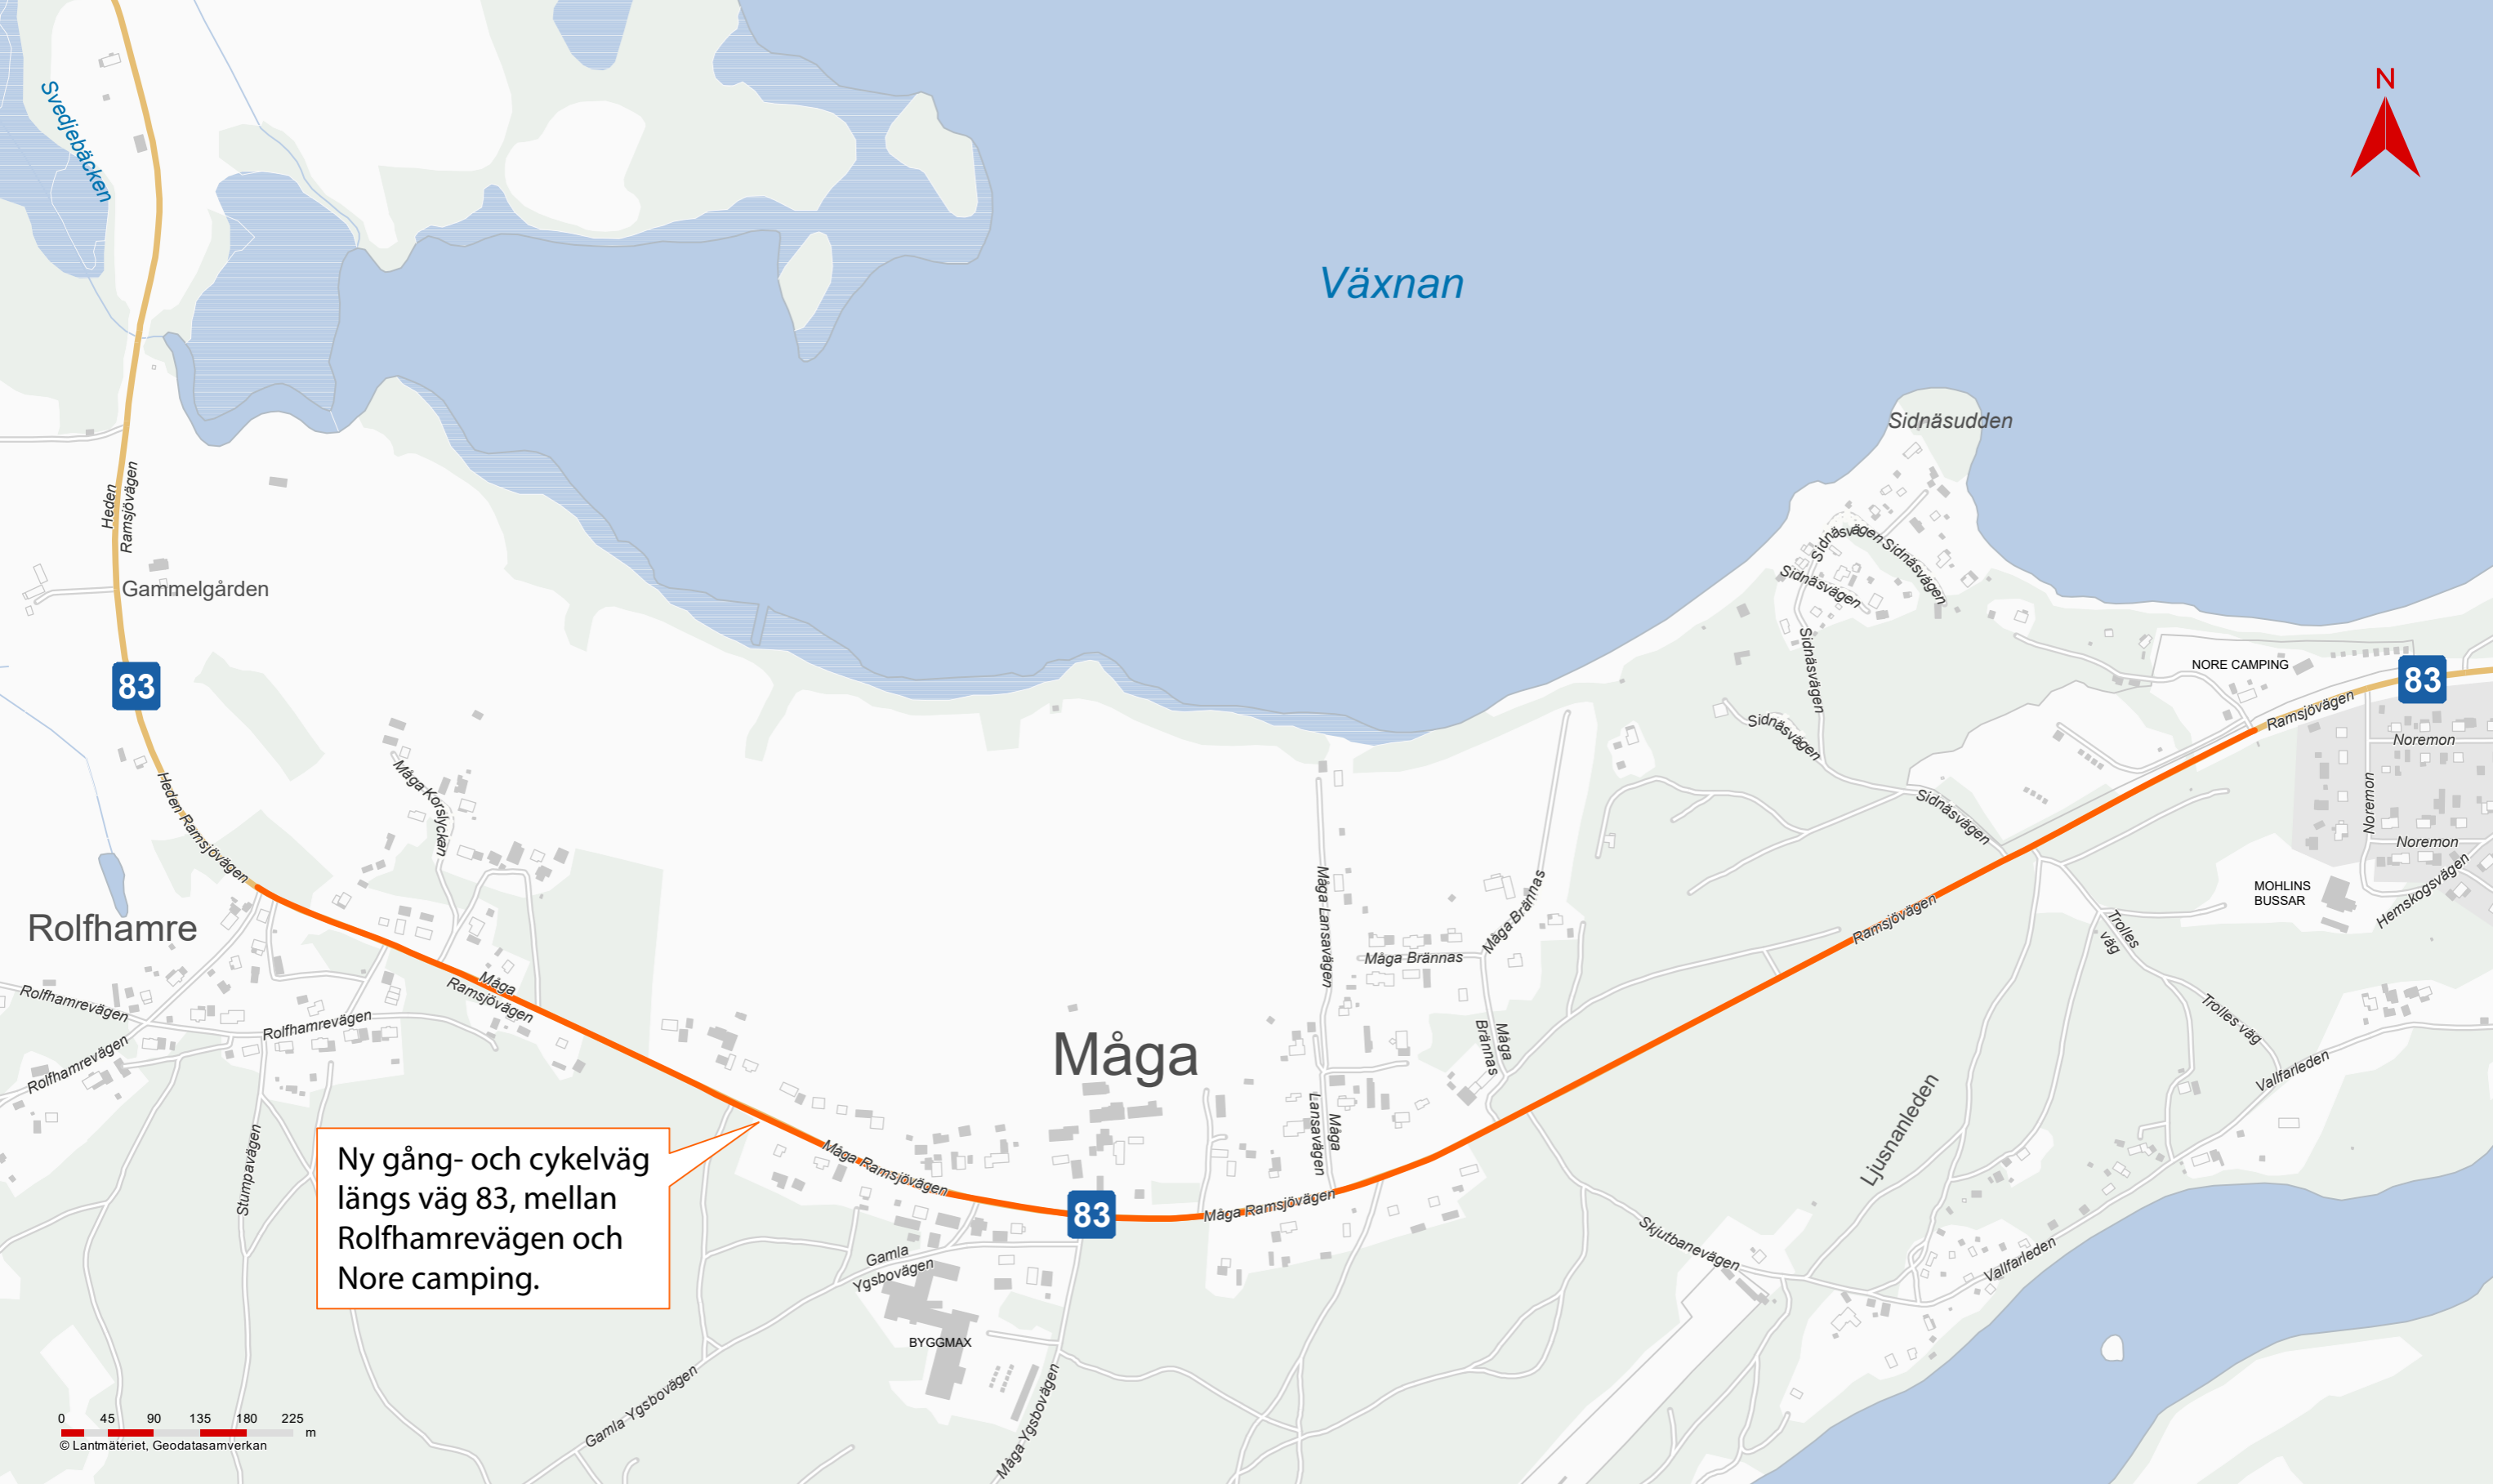 N
Svedjebäcken
Växnan
Sidnäsudden
Heden
Ramsjövägen
Sidnäsvägen
Sidnäsvägen
Sidnäsvägen
Gammelgården
Sidnäsvägen
83
NORE CAMPING
83
Ramsjövägen
Sidnäsvägen
Noremon
Måga Korslyckan
Heden Ramsjövägen
Sidnäsvägen
Noremon
Noremon
Hemskogsvägen
MOHLINS
BUSSAR
Rolfhamre
Måga Lansavägen
Måga Brännas
Måga Brännas
Ramsjövägen
Trolles
väg
Måga
Ramsjövägen
Rolfhamrevägen
Rolfhamrevägen
Rolfhamrevägen
Måga
Måga
Brännas
Trolles väg
Vallfarleden
Ljusnanleden
Stumpavägen
Måga
Lansavägen
Ny gång- och cykelväg
längs väg 83, mellan
Rolfhamrevägen och
Nore camping.
Måga Ramsjövägen
83
Måga Ramsjövägen
Gamla
Ygsbovägen
Skjutbanevägen
Vallfarleden
BYGGMAX
Gamla Ygsbovägen
Måga Ygsbovägen
0 45 90 135 180 225
m
© Lantmäteriet, Geodatasamverkan